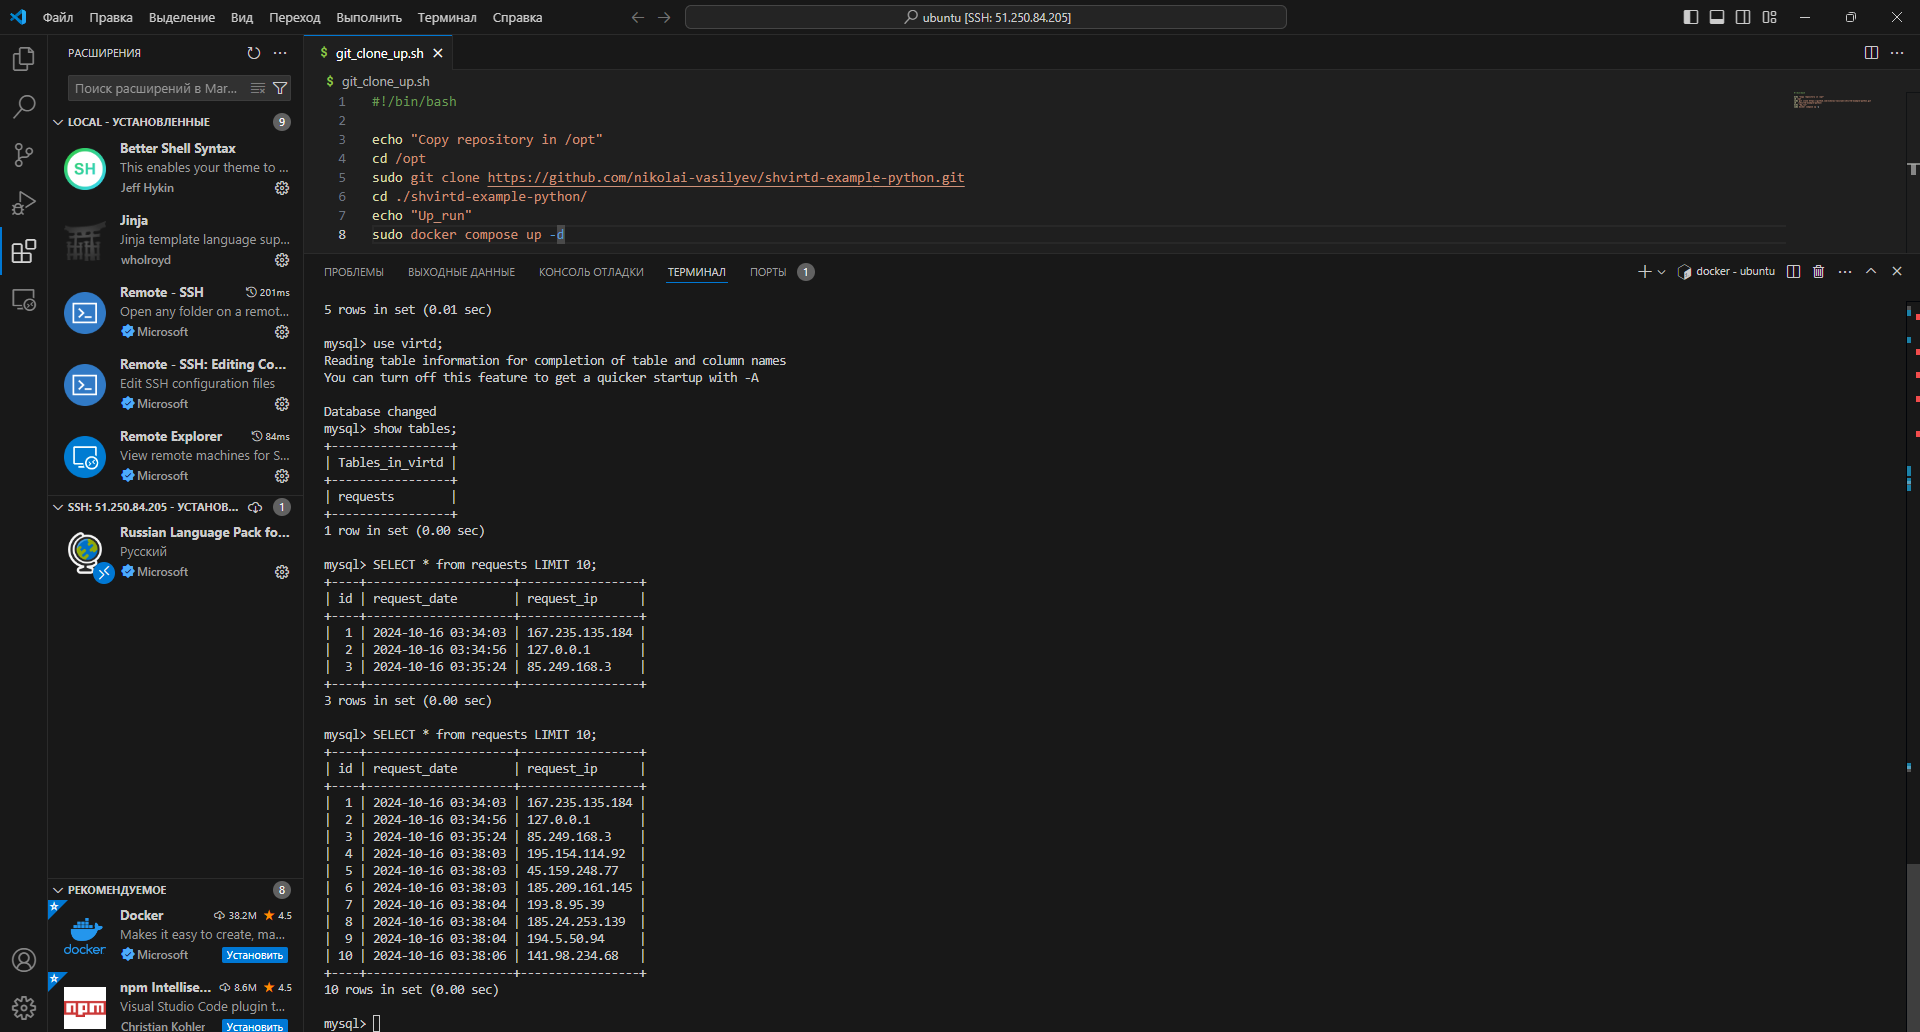 Файл Правка Выделение Вид Переход Выполнить Терминал Справка
ubuntu [SSH: 51.250.84.205]
РАСШИРЕНИЯ
Поиск расширений в Mar...
LOCAL - УСТАНОВЛЕННЫЕ 9
Better Shell Syntax
This enables your theme to ...
Jeff Hykin
SH
Jinja
Jinja template language sup...
wholroyd
Remote - SSH 201ms
Open any folder on a remot...
Microsoft
Remote - SSH: Editing Co...
Edit SSH configuration files
Microsoft
Remote Explorer 84ms
View remote machines for S...
Microsoft
SSH: 51.250.84.205 - УСТАНОВ... 1
Russian Language Pack fo...
Русский
Microsoft
РЕКОМЕНДУЕМОЕ 8
Docker 38.2M 4.5
Makes it easy to create, ma...
Microsoft Установить
docker
npm Intellise... 8.6M 4.5
Visual Studio Code plugin t...
Christian Kohler Установить
npm
$ git_clone_up.sh
$ git_clone_up.sh
1 #!/bin/bash
2
3 echo "Copy repository in /opt"
4 cd /opt
5 sudo git clone https://github.com/nikolai-vasilyev/shvirtd-example-python.git
6 cd ./shvirtd-example-python/
7 echo "Up_run"
8 sudo docker compose up -d
ПРОБЛЕМЫ ВЫХОДНЫЕ ДАННЫЕ КОНСОЛЬ ОТЛАДКИ ТЕРМИНАЛ ПОРТЫ 1
docker - ubuntu
5 rows in set (0.01 sec)
mysql> use virtd;
Reading table information for completion of table and column names
You can turn off this feature to get a quicker startup with -A
Database changed
mysql> show tables;
+-----------------+
| Tables_in_virtd |
+-----------------+
| requests        |
+-----------------+
1 row in set (0.00 sec)
mysql> SELECT * from requests LIMIT 10;
+----+---------------------+-----------------+
| id | request_date        | request_ip      |
+----+---------------------+-----------------+
|  1 | 2024-10-16 03:34:03 | 167.235.135.184 |
|  2 | 2024-10-16 03:34:56 | 127.0.0.1       |
|  3 | 2024-10-16 03:35:24 | 85.249.168.3    |
+----+---------------------+-----------------+
3 rows in set (0.00 sec)
mysql> SELECT * from requests LIMIT 10;
+----+---------------------+-----------------+
| id | request_date        | request_ip      |
+----+---------------------+-----------------+
|  1 | 2024-10-16 03:34:03 | 167.235.135.184 |
|  2 | 2024-10-16 03:34:56 | 127.0.0.1       |
|  3 | 2024-10-16 03:35:24 | 85.249.168.3    |
|  4 | 2024-10-16 03:38:03 | 195.154.114.92  |
|  5 | 2024-10-16 03:38:03 | 45.159.248.77   |
|  6 | 2024-10-16 03:38:03 | 185.209.161.145 |
|  7 | 2024-10-16 03:38:04 | 193.8.95.39     |
|  8 | 2024-10-16 03:38:04 | 185.24.253.139  |
|  9 | 2024-10-16 03:38:04 | 194.5.50.94     |
| 10 | 2024-10-16 03:38:06 | 141.98.234.68   |
+----+---------------------+-----------------+
10 rows in set (0.00 sec)
mysql>